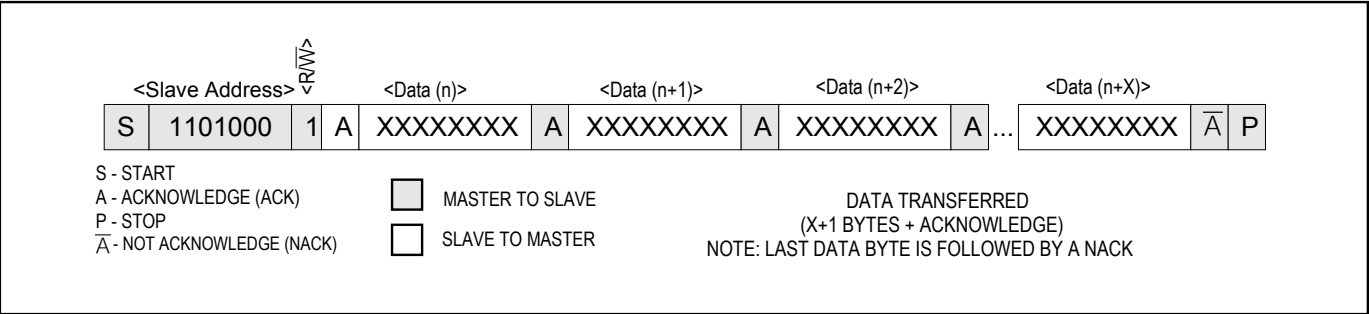 <R/W̅>
<Slave Address> <Data (n)> <Data (n+1)> <Data (n+2)> <Data (n+X)>
S 1101000 1 A XXXXXXXX A XXXXXXXX A XXXXXXXX A ... XXXXXXXX A̅ P
S - START
A - ACKNOWLEDGE (ACK)
P - STOP
A̅ - NOT ACKNOWLEDGE (NACK)
MASTER TO SLAVE
SLAVE TO MASTER
DATA TRANSFERRED
(X+1 BYTES + ACKNOWLEDGE)
NOTE: LAST DATA BYTE IS FOLLOWED BY A NACK